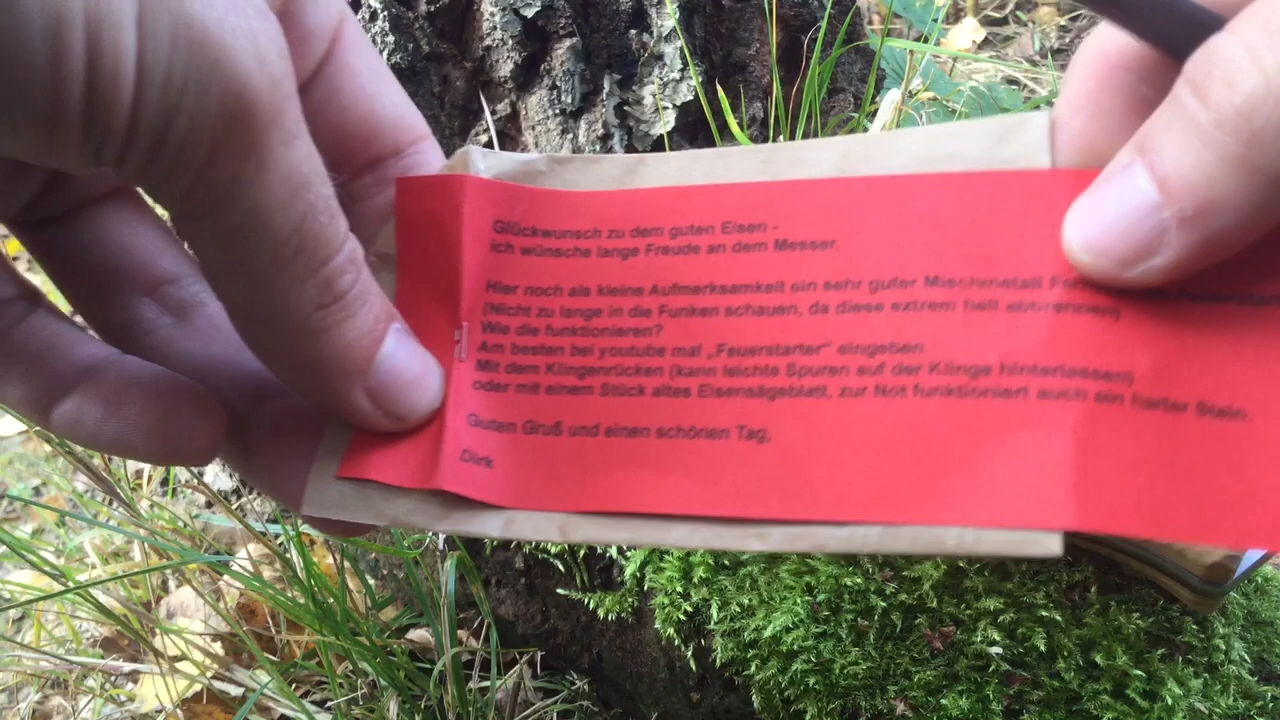 Glückwunsch zu dem guten Eisen -
ich wünsche lange Freude an dem Messer.
Hier noch als kleine Aufmerksamkeit ein sehr guter Mischmetall
(Nicht zu lange in die Funken schauen, da diese extrem hell abbrennen)
Wie die funktionieren?
Am besten bei youtube mal „Feuerstarter“ eingeben
Mit dem Klingenrücken (kann leichte Spuren auf der Klinge hinterlassen)
oder mit einem Stück altes Eisensägeblatt, zur Not funktioniert auch ein harter Stein.
Guten Gruß und einen schönen Tag,
Dirk